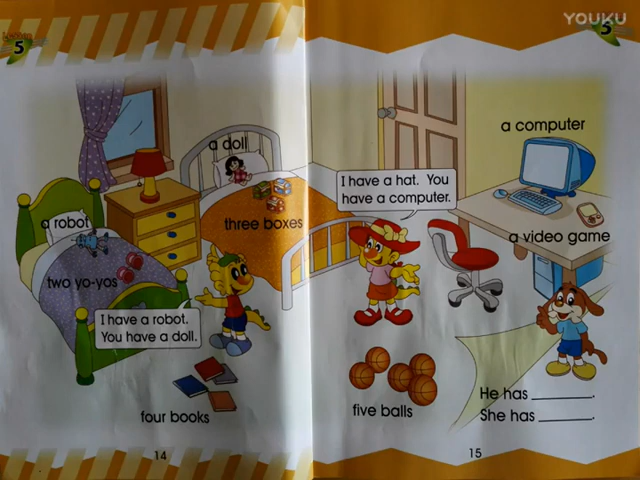 Lesson
5
YOUKU
5
a doll
a robot
three boxes
two yo-yos
I have a robot.
You have a doll.
four books
14
a computer
I have a hat. You
have a computer.
a video game
five balls
He has ______.
She has ______.
15